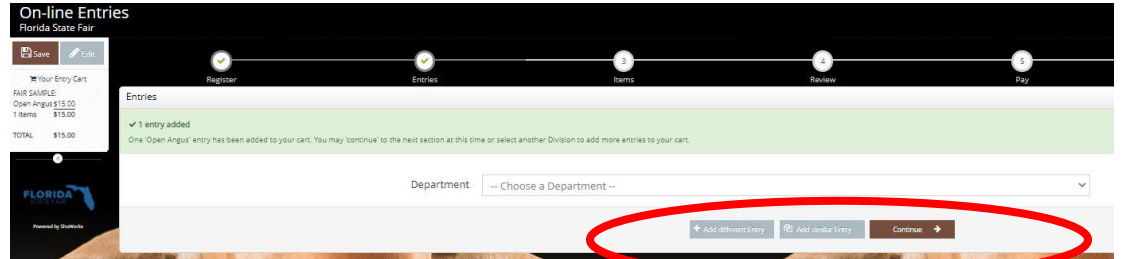 On-line Entries
Florida State Fair
Save Edit
Your Entry Cart
FAIR SAMPLE:
Open Angus $15.00
1 Items $15.00
TOTAL $15.00
«
FLORIDA
STATE FAIR
Powered by ShoWorks
3 4 5
Register Entries Items Review Pay
Entries
✓ 1 entry added
One 'Open Angus' entry has been added to your cart. You may 'continue' to the next section at this time or select another Division to add more entries to your cart.
Department -- Choose a Department --
+ Add different Entry Add similar Entry Continue →